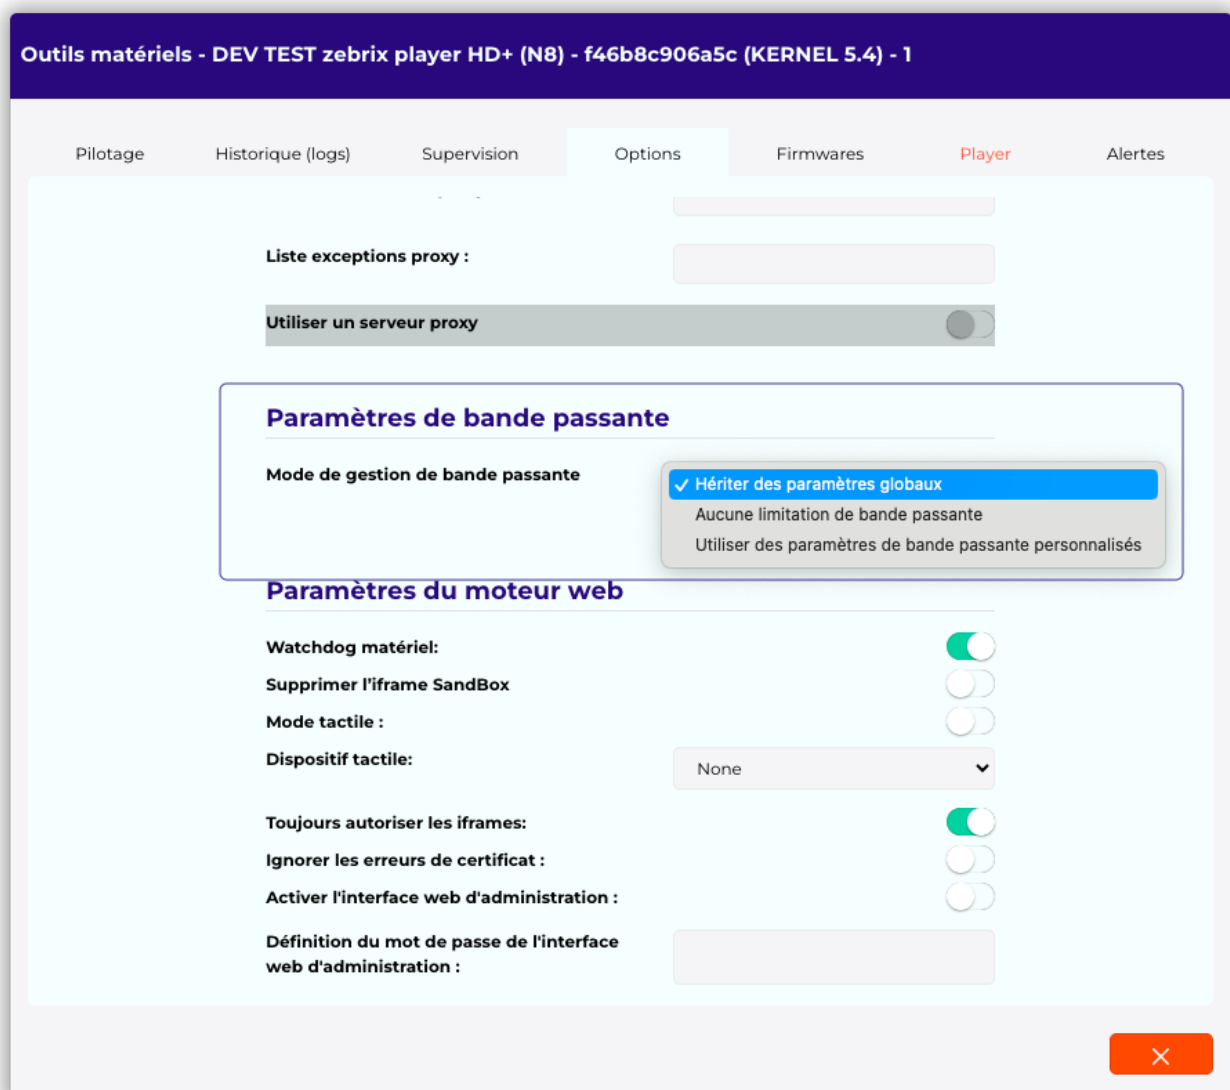 Outils matériels - DEV TEST zebrix player HD+ (N8) - f46b8c906a5c (KERNEL 5.4) - 1
Pilotage Historique (logs) Supervision Options Firmwares Player Alertes
Liste exceptions proxy :
Utiliser un serveur proxy
Paramètres de bande passante
Mode de gestion de bande passante
✓ Hériter des paramètres globaux
Aucune limitation de bande passante
Utiliser des paramètres de bande passante personnalisés
Paramètres du moteur web
Watchdog matériel:
Supprimer l'iframe SandBox
Mode tactile :
Dispositif tactile:
None
Toujours autoriser les iframes:
Ignorer les erreurs de certificat :
Activer l'interface web d'administration :
Définition du mot de passe de l'interface
web d'administration :